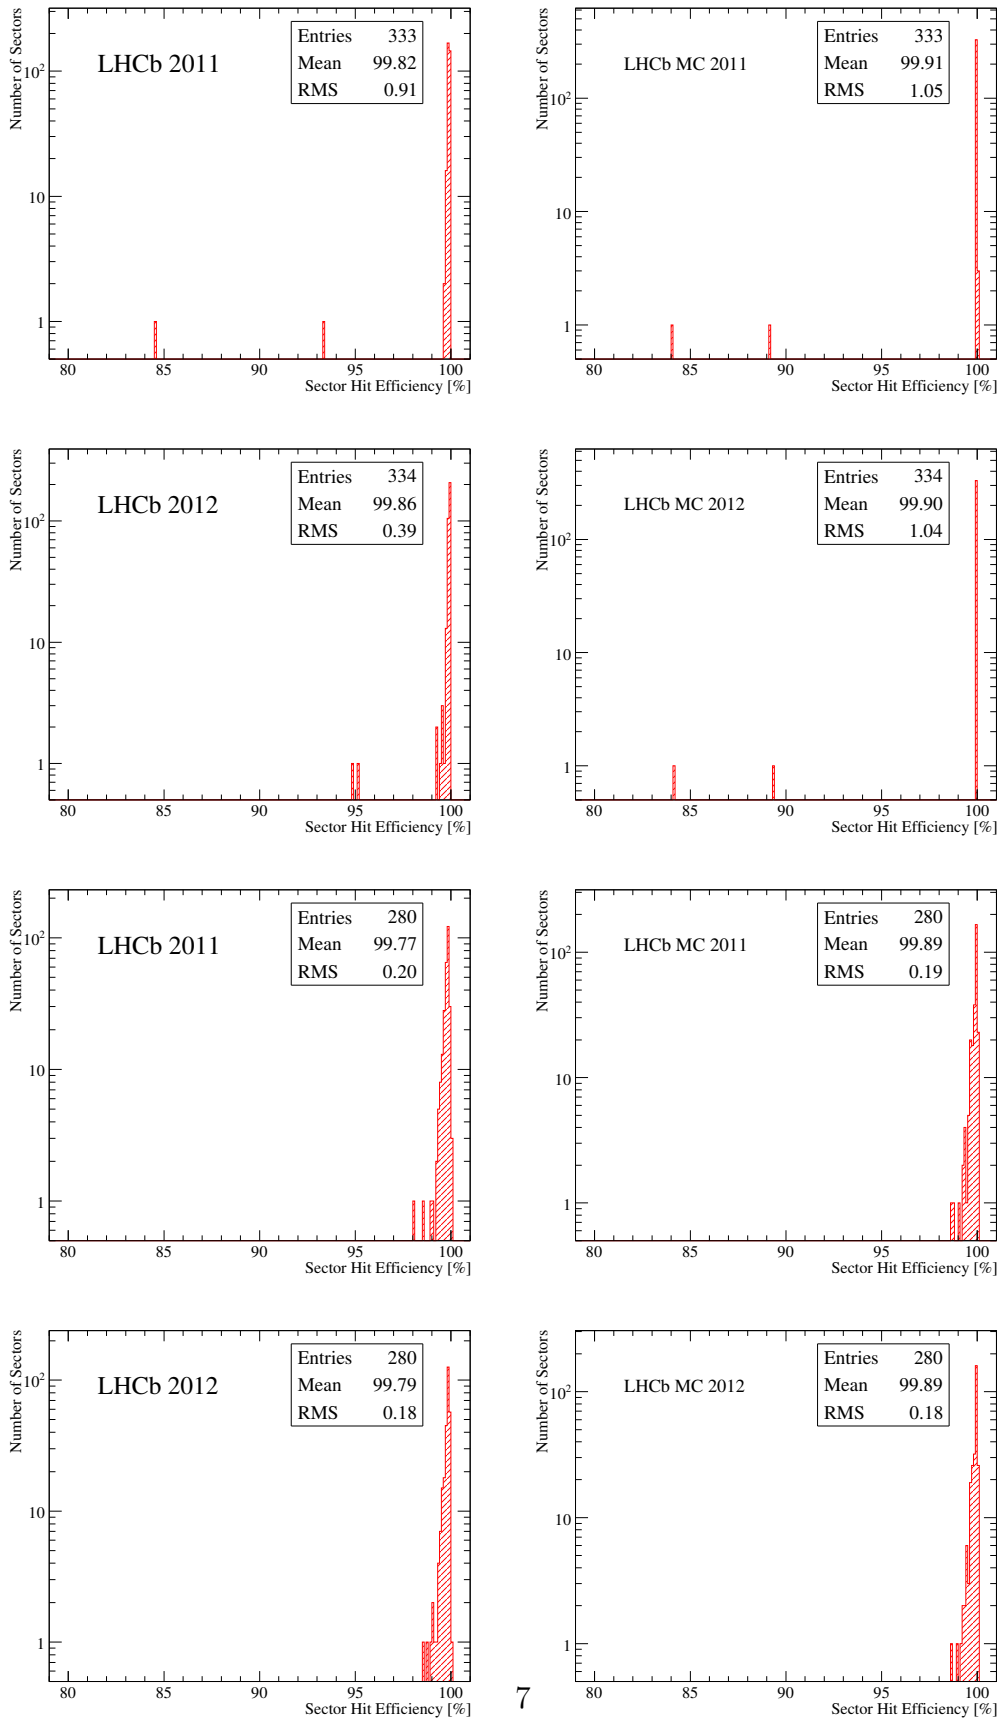 Number of Sectors
LHCb 2011
Entries 333
Mean 99.82
RMS 0.91
10²
10
1
80 85 90 95 100
Sector Hit Efficiency [%]
Number of Sectors
LHCb MC 2011
Entries 333
Mean 99.91
RMS 1.05
10²
10
1
80 85 90 95 100
Sector Hit Efficiency [%]
Number of Sectors
LHCb 2012
Entries 334
Mean 99.86
RMS 0.39
10²
10
1
80 85 90 95 100
Sector Hit Efficiency [%]
Number of Sectors
LHCb MC 2012
Entries 334
Mean 99.90
RMS 1.04
10²
10
1
80 85 90 95 100
Sector Hit Efficiency [%]
Number of Sectors
LHCb 2011
Entries 280
Mean 99.77
RMS 0.20
10²
10
1
80 85 90 95 100
Sector Hit Efficiency [%]
Number of Sectors
LHCb MC 2011
Entries 280
Mean 99.89
RMS 0.19
10²
10
1
80 85 90 95 100
Sector Hit Efficiency [%]
Number of Sectors
LHCb 2012
Entries 280
Mean 99.79
RMS 0.18
10²
10
1
80 85 90 95 100
Sector Hit Efficiency [%]
Number of Sectors
LHCb MC 2012
Entries 280
Mean 99.89
RMS 0.18
10²
10
1
80 85 90 95 100
Sector Hit Efficiency [%]
7